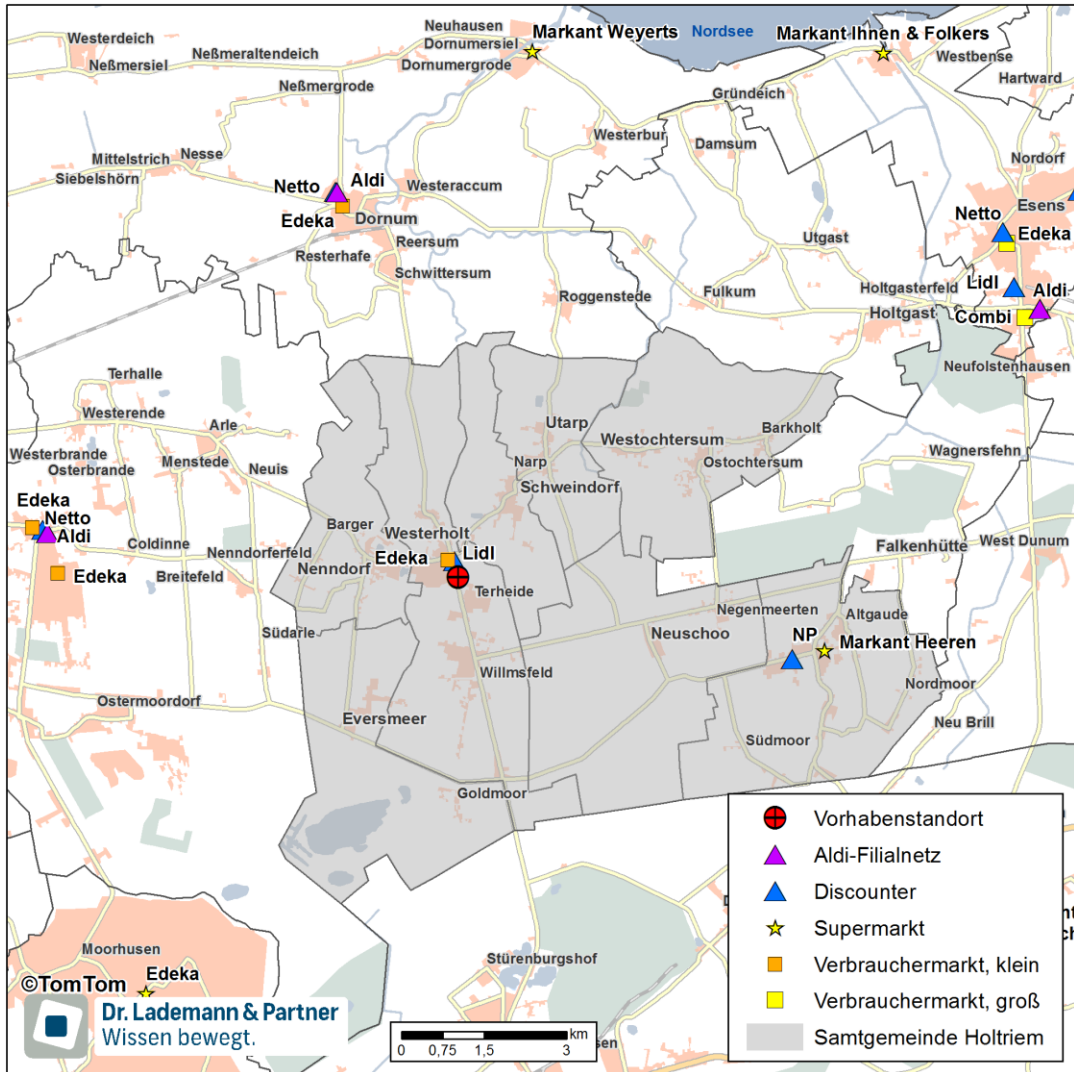 Neuhausen
Markant Weyerts
Nordsee
Markant Ihnen & Folkers
Westerdeich
Neßmeraltendeich
Dornumersiel
Neßmersiel
Dornumergrode
Westbense
Hartward
Neßmergrode
Gründeich
Westerbur
Damsum
Mittelstrich
Nesse
Nordorf
Siebelshörn
Netto
Aldi
Westeraccum
Esens
Netto
Edeka
Edeka
Dornum
Reersum
Utgast
Resterhafe
Schwittersum
Lidl
Aldi
Holtgasterfeld
Roggenstede
Fulkum
Holtgast
Combi
Neufolstenhausen
Terhalle
Westerende
Arle
Utarp
Westochtersum
Barkholt
Westerbrande
Osterbrande
Menstede
Neuis
Narp
Ostochtersum
Wagnersfehn
Schweindorf
Edeka
Netto
Aldi
Barger
Westerholt
Coldinne
Nenndorferfeld
Edeka
Lidl
Falkenhütte
West Dunum
Edeka
Breitefeld
Nenndorf
Terheide
Negenmeerten
Altgaude
Südarle
Neuschoo
NP
Markant Heeren
Willmsfeld
Nordmoor
Ostermoordorf
Eversmeer
Neu Brill
Südmoor
Goldmoor
Vorhabenstandort
Aldi-Filialnetz
Discounter
Supermarkt
Verbrauchermarkt, klein
Verbrauchermarkt, groß
Samtgemeinde Holtriem
Moorhusen
Edeka
Stürenburgshof
©TomTom
Dr. Lademann & Partner
Wissen bewegt.
km
0 0,75 1,5 3